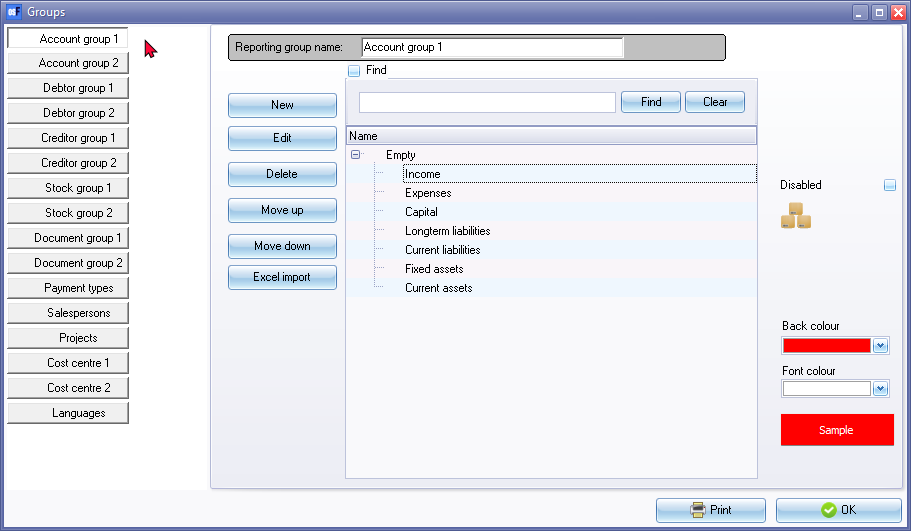 Groups
Account group 1
Account group 2
Debtor group 1
Debtor group 2
Creditor group 1
Creditor group 2
Stock group 1
Stock group 2
Document group 1
Document group 2
Payment types
Salespersons
Projects
Cost centre 1
Cost centre 2
Languages
Reporting group name: Account group 1
Find
New
Edit
Delete
Move up
Move down
Excel import
Find Clear
Name
Empty
Income
Expenses
Capital
Longterm liabilities
Current liabilities
Fixed assets
Current assets
Disabled
Back colour
Font colour
Sample
Print OK